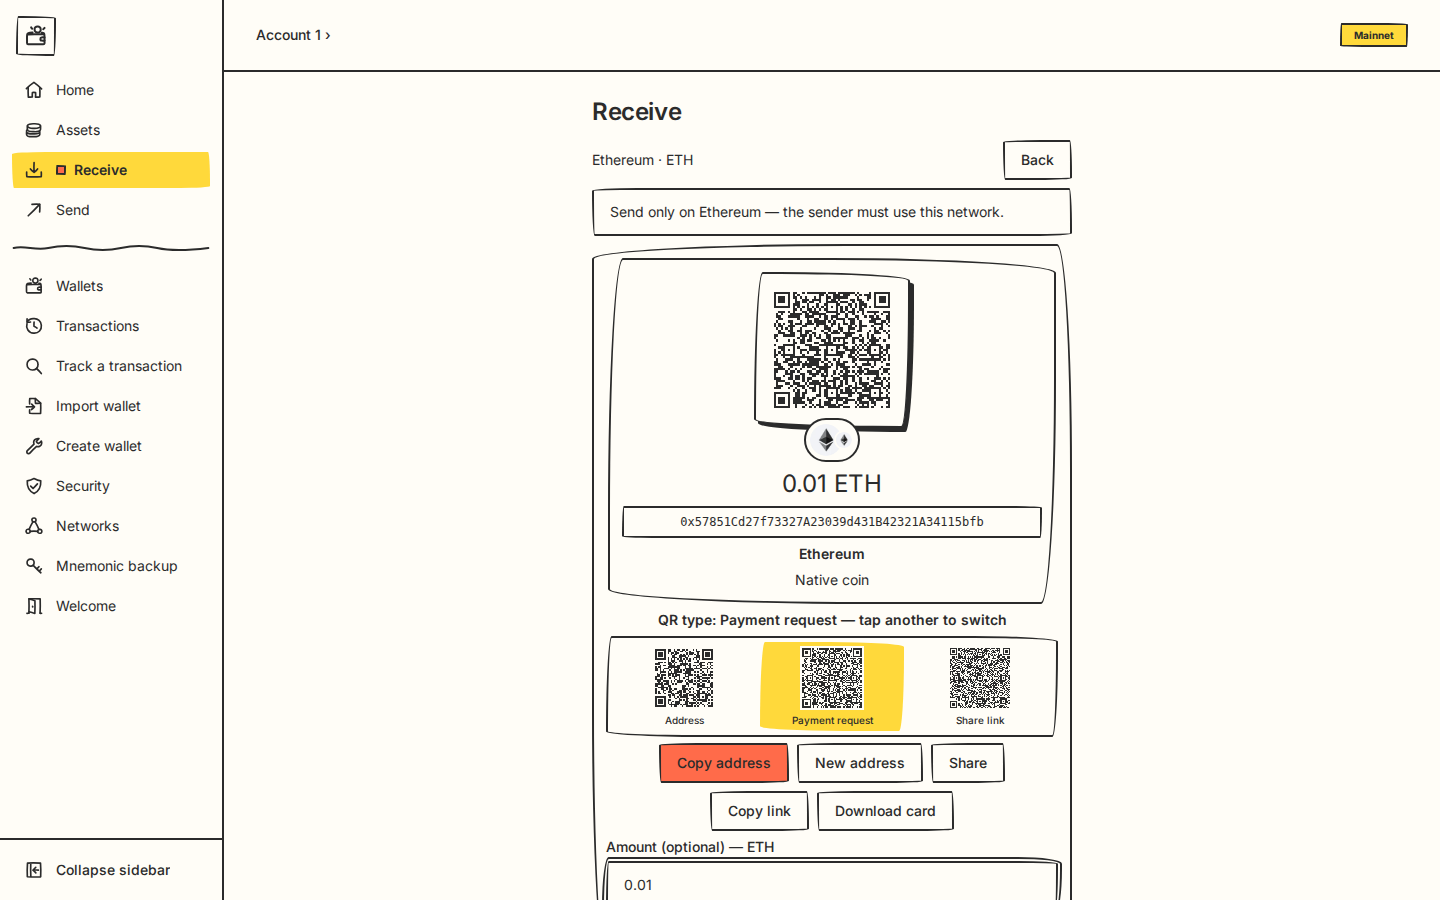 Account 1 ›
Mainnet
Home
Assets
Receive
Send
Wallets
Transactions
Track a transaction
Import wallet
Create wallet
Security
Networks
Mnemonic backup
Welcome
Collapse sidebar
Receive
Ethereum · ETH
Back
Send only on Ethereum — the sender must use this network.
0.01 ETH
0x57851Cd27f73327A23039d431B42321A34115bfb
Ethereum
Native coin
QR type: Payment request — tap another to switch
Address
Payment request
Share link
Copy address
New address
Share
Copy link
Download card
Amount (optional) — ETH
0.01